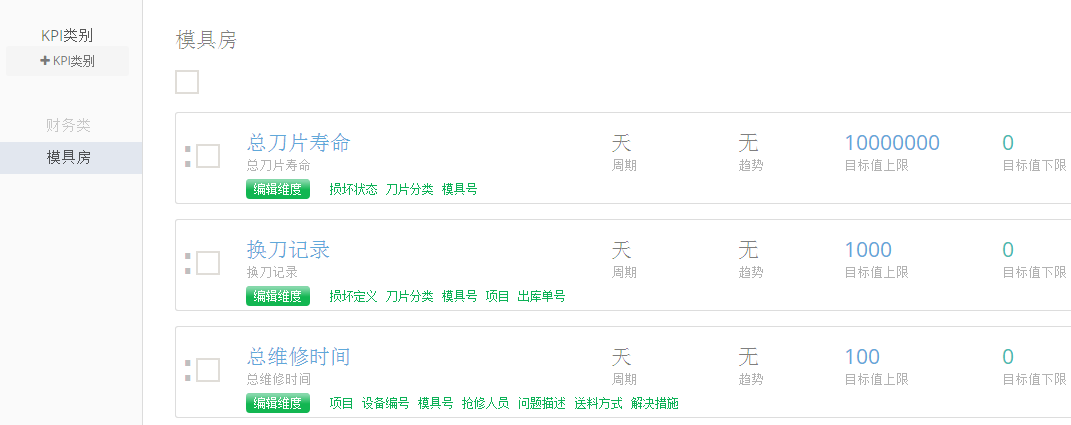 KPI类别
KPI类别
财务类
模具房
模具房
总刀片寿命 天 无 10000000 0
总刀片寿命 周期 趋势 目标值上限 目标值下限
编辑维度 损坏状态 刀片分类 模具号
换刀记录 天 无 1000 0
换刀记录 周期 趋势 目标值上限 目标值下限
编辑维度 损坏定义 刀片分类 模具号 项目 出库单号
总维修时间 天 无 100 0
总维修时间 周期 趋势 目标值上限 目标值下限
编辑维度 项目 设备编号 模具号 抢修人员 问题描述 送料方式 解决措施